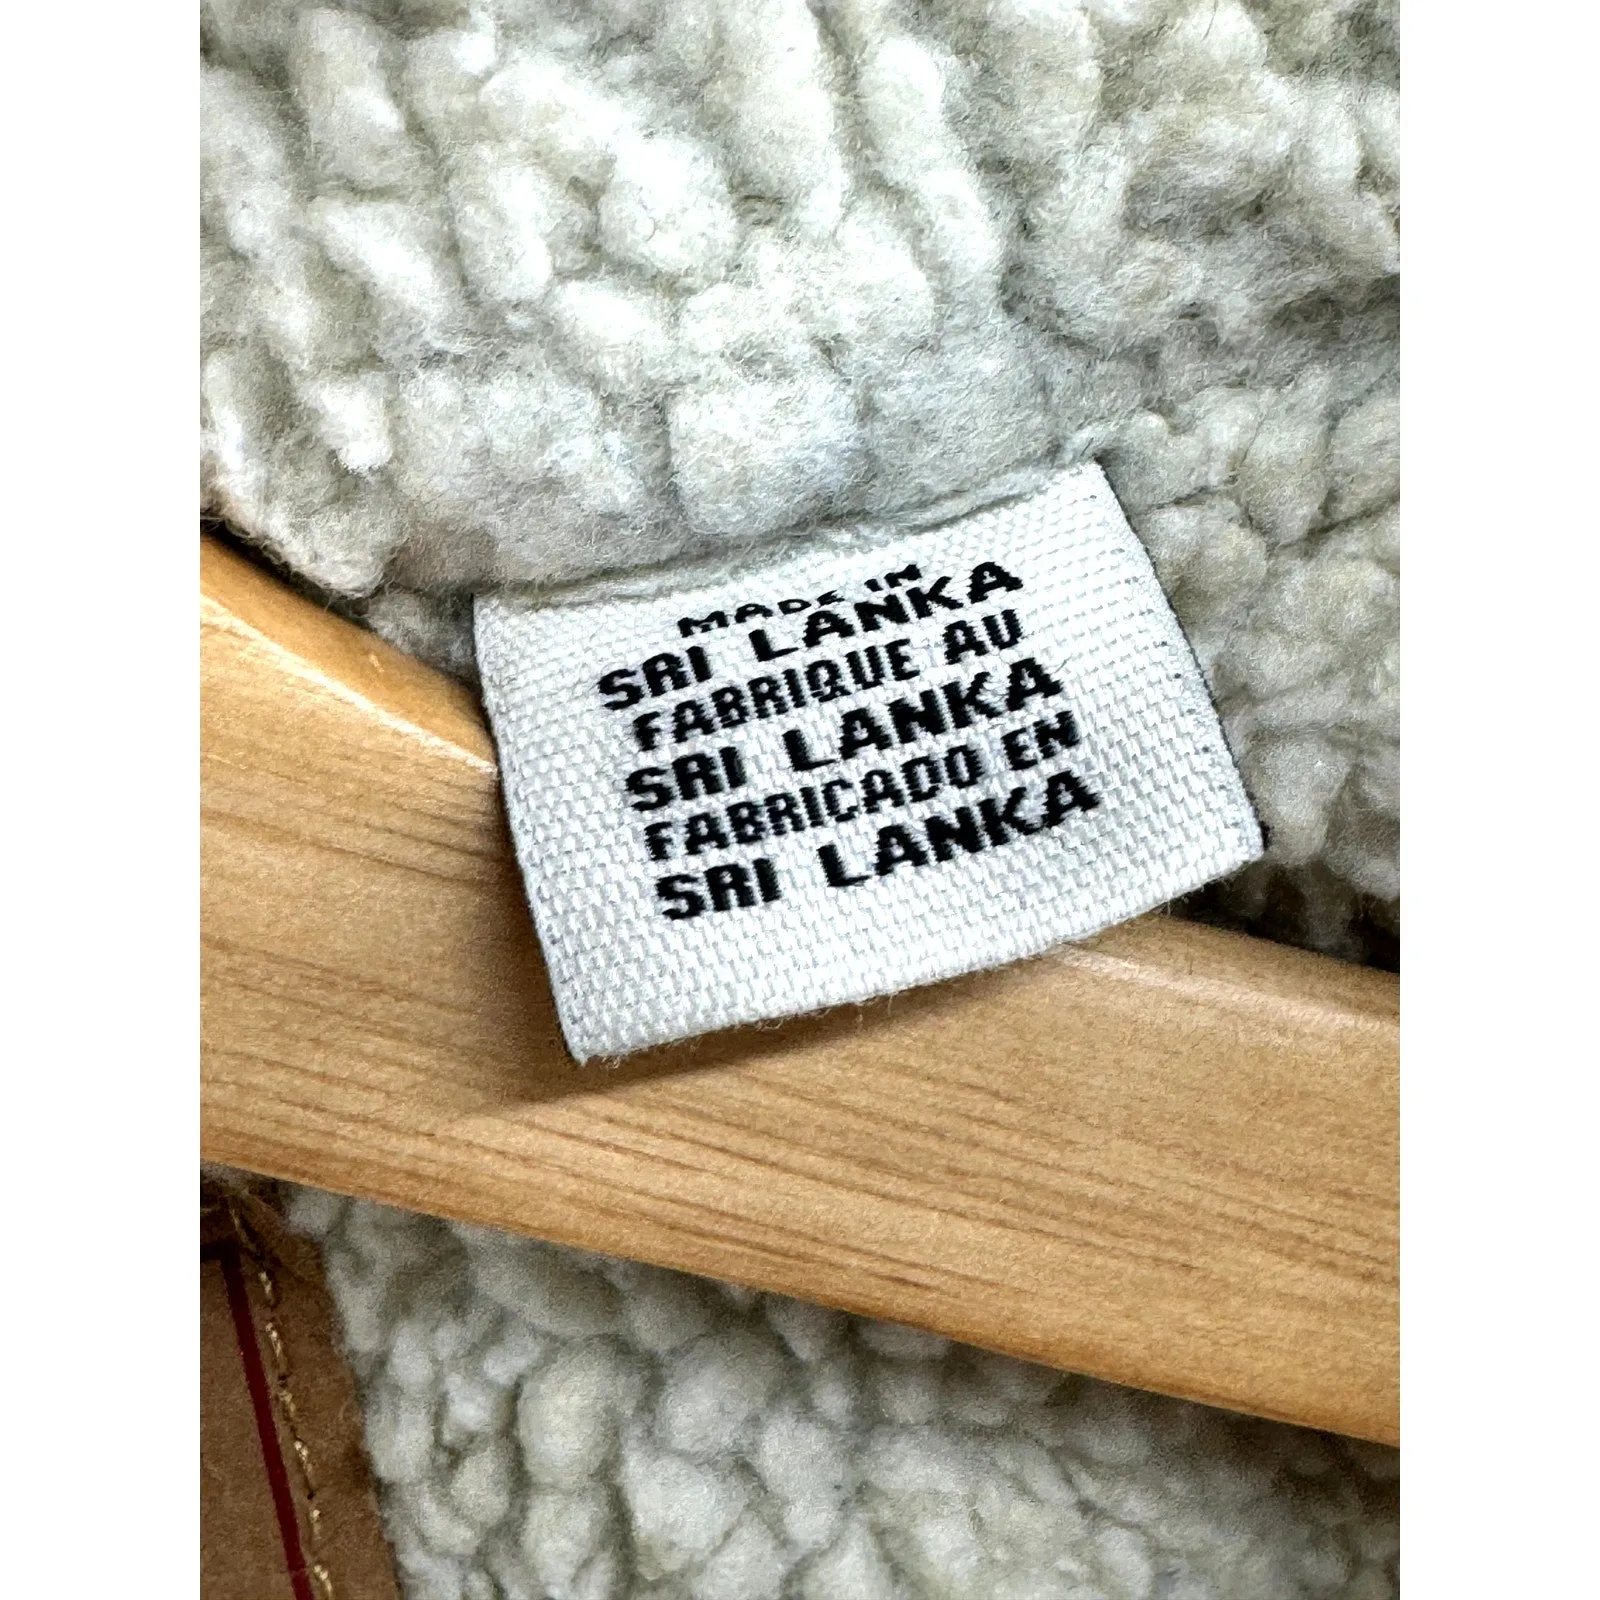 MADE IN
SRI LANKA
FABRIQUE AU
SRI LANKA
FABRICADO EN
SRI LANKA